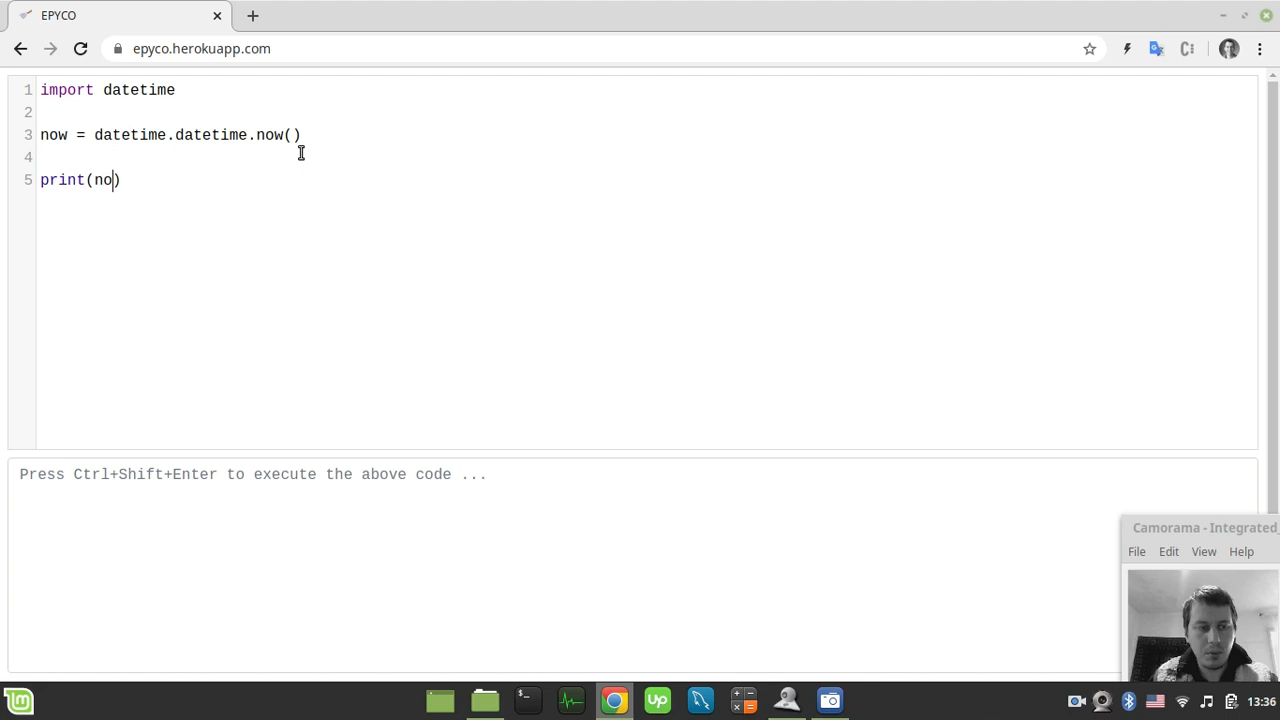 EPYCO
epyco.herokuapp.com
1 import datetime
2
3 now = datetime.datetime.now()
4
5 print(no)
Press Ctrl+Shift+Enter to execute the above code ...
Camorama - Integrated
File Edit View Help
up
13:36